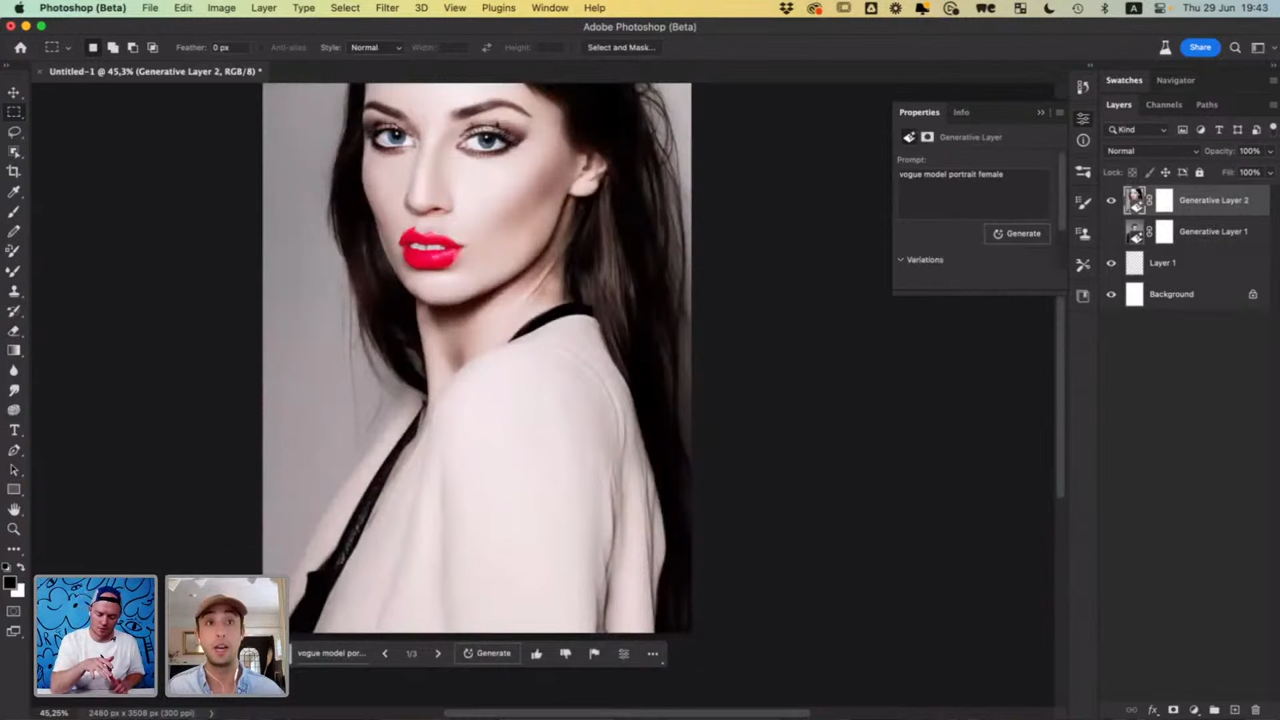 Photoshop (Beta) File Edit Image Layer Type Select Filter 3D View Plugins Window Help A Thu 29 Jun 19:43
Adobe Photoshop (Beta)
Feather: 0 px Anti-alias Style: Normal Width: Height: Select and Mask... Share
Untitled-1 @ 45,3% (Generative Layer 2, RGB/8) *
Swatches Navigator
Layers Channels Paths
Properties Info
Kind
Generative Layer
Normal Opacity: 100%
Prompt:
vogue model portrait female
Lock: Fill: 100%
Generative Layer 2
Generate
Generative Layer 1
Variations
Layer 1
Background
vogue model por... 1/3 Generate
45,25% 2480 px x 3508 px (300 ppi)